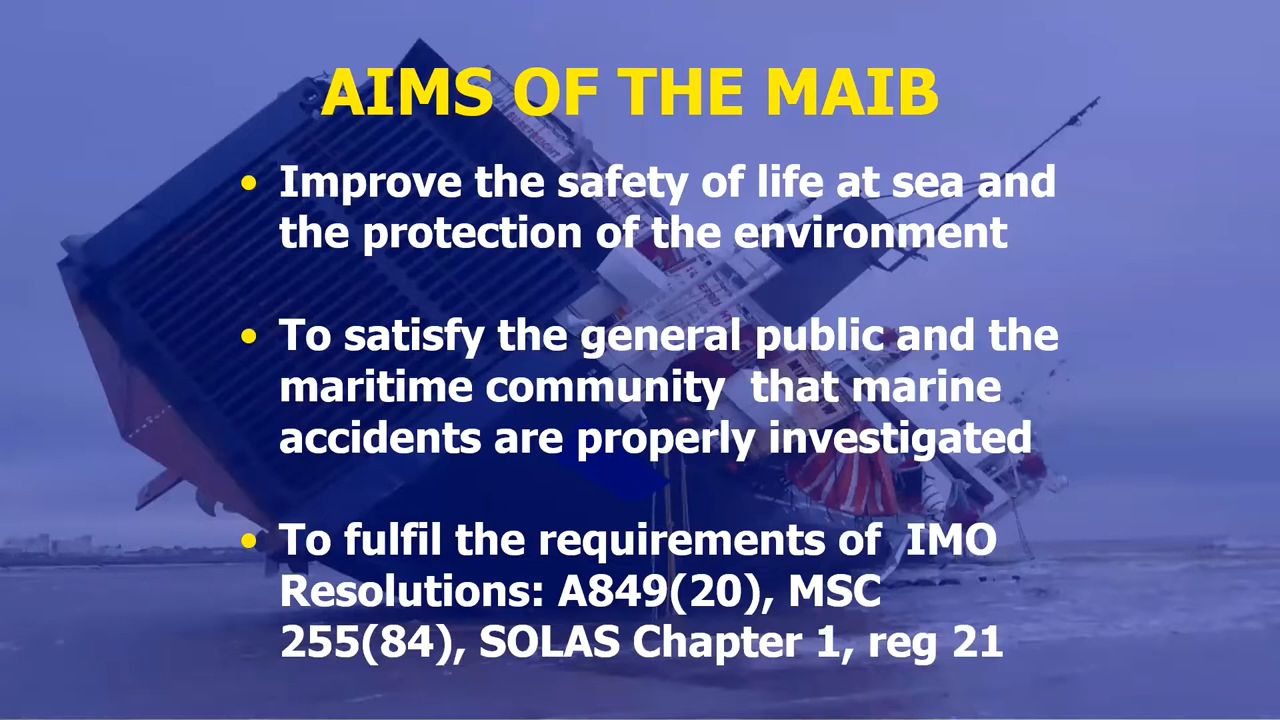 AIMS OF THE MAIB
• Improve the safety of life at sea and
the protection of the environment
• To satisfy the general public and the
maritime community  that marine
accidents are properly investigated
• To fulfil the requirements of  IMO
Resolutions: A849(20), MSC
255(84), SOLAS Chapter 1, reg 21